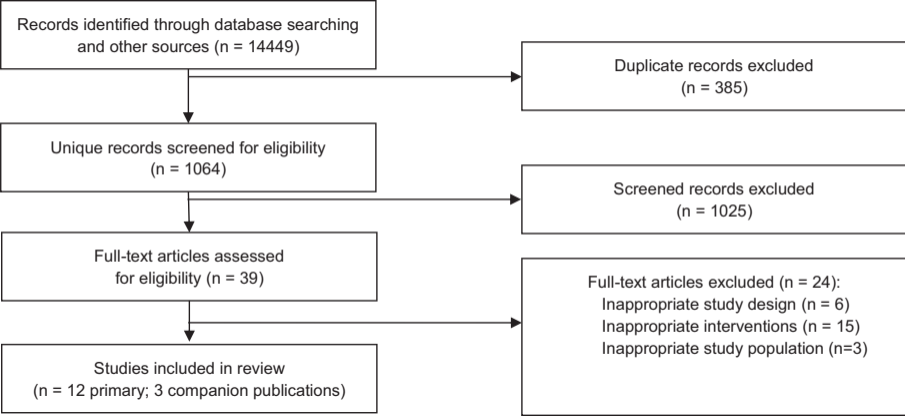 Records identified through database searching
and other sources (n = 14449)
Duplicate records excluded
(n = 385)
Unique records screened for eligibility
(n = 1064)
Screened records excluded
(n = 1025)
Full-text articles assessed
for eligibility (n = 39)
Full-text articles excluded (n = 24):
Inappropriate study design (n = 6)
Inappropriate interventions (n = 15)
Inappropriate study population (n=3)
Studies included in review
(n = 12 primary; 3 companion publications)